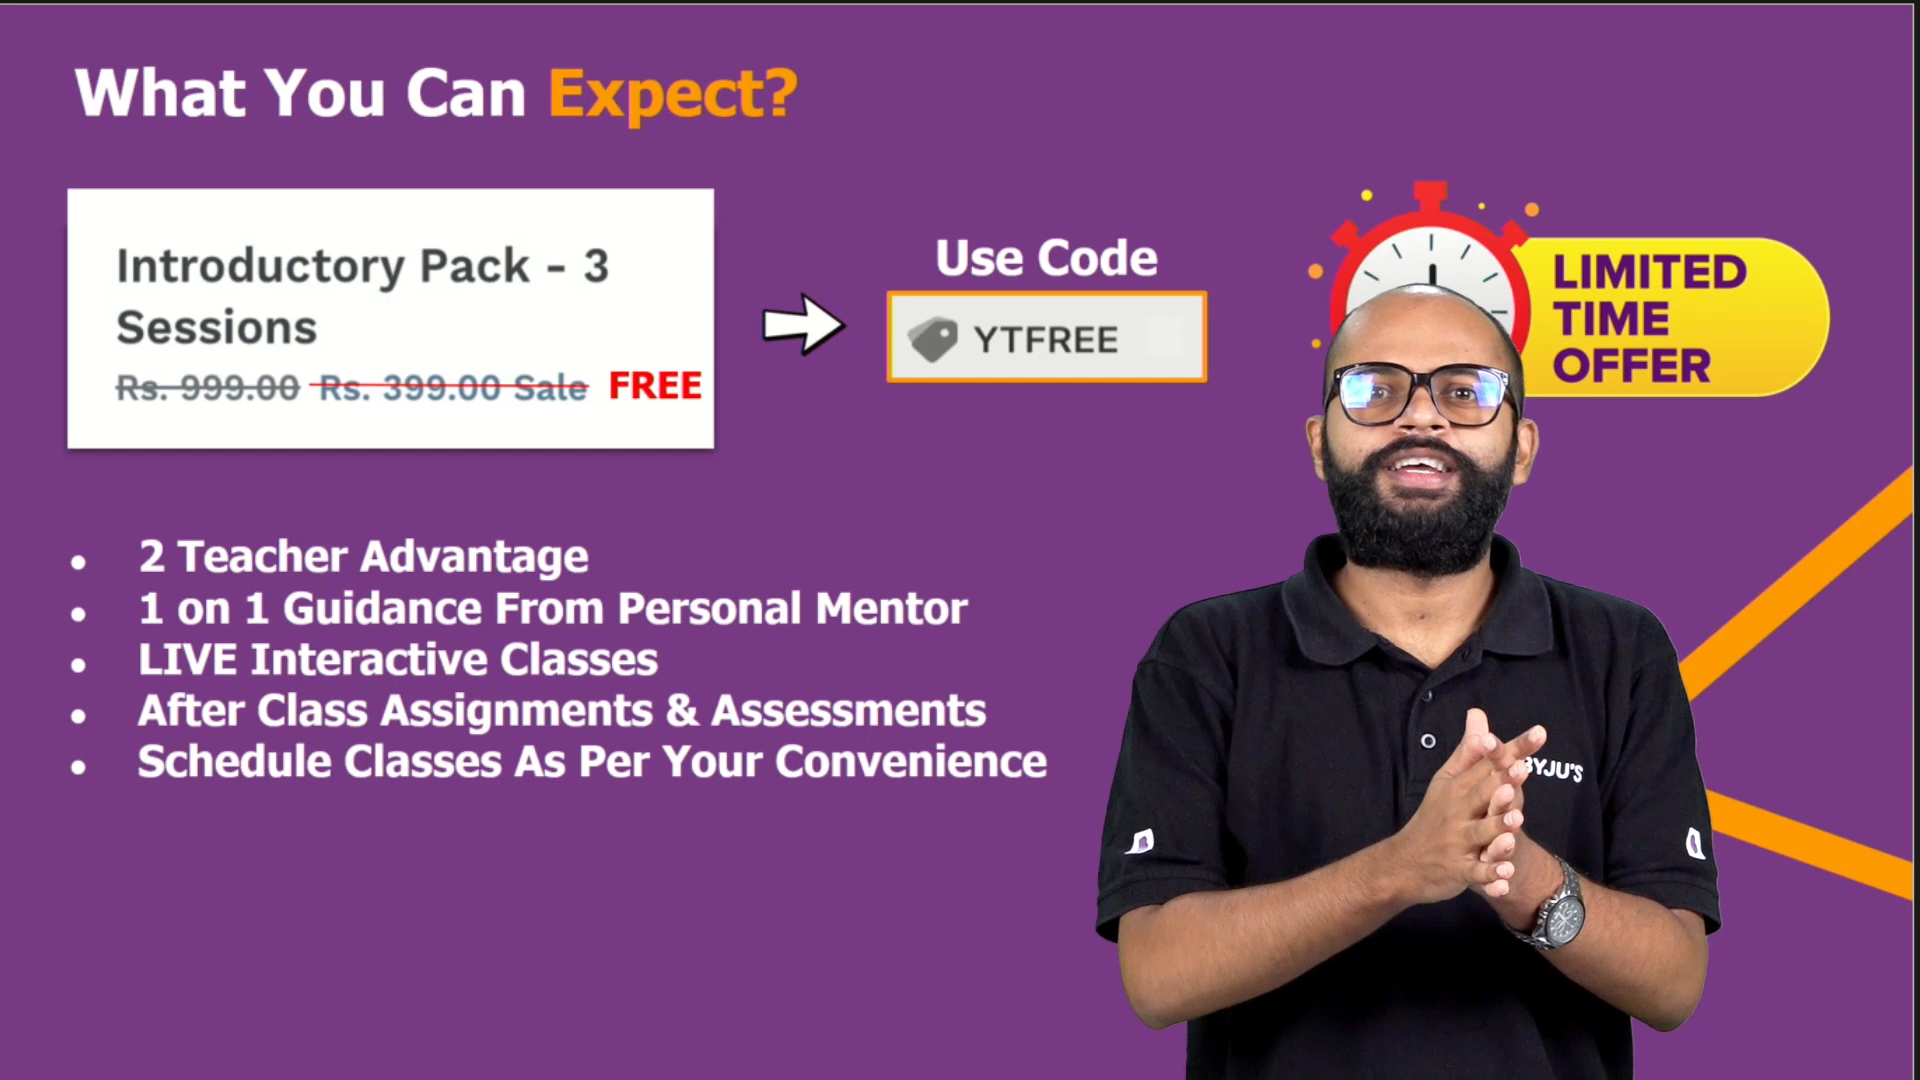 What You Can Expect?
Introductory Pack - 3
Sessions
Rs. 999.00 Rs. 399.00 Sale FREE
Use Code
YTFREE
LIMITED
TIME
OFFER
• 2 Teacher Advantage
• 1 on 1 Guidance From Personal Mentor
• LIVE Interactive Classes
• After Class Assignments & Assessments
• Schedule Classes As Per Your Convenience
BYJU'S